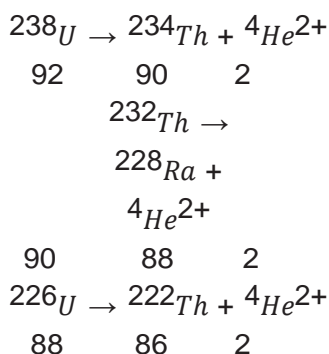 ²³⁸U → ²³⁴Th + ⁴He²⁺
92 90 2
²³²Th →
²²⁸Ra +
⁴He²⁺
90 88 2
²²⁶U → ²²²Th + ⁴He²⁺
88 86 2